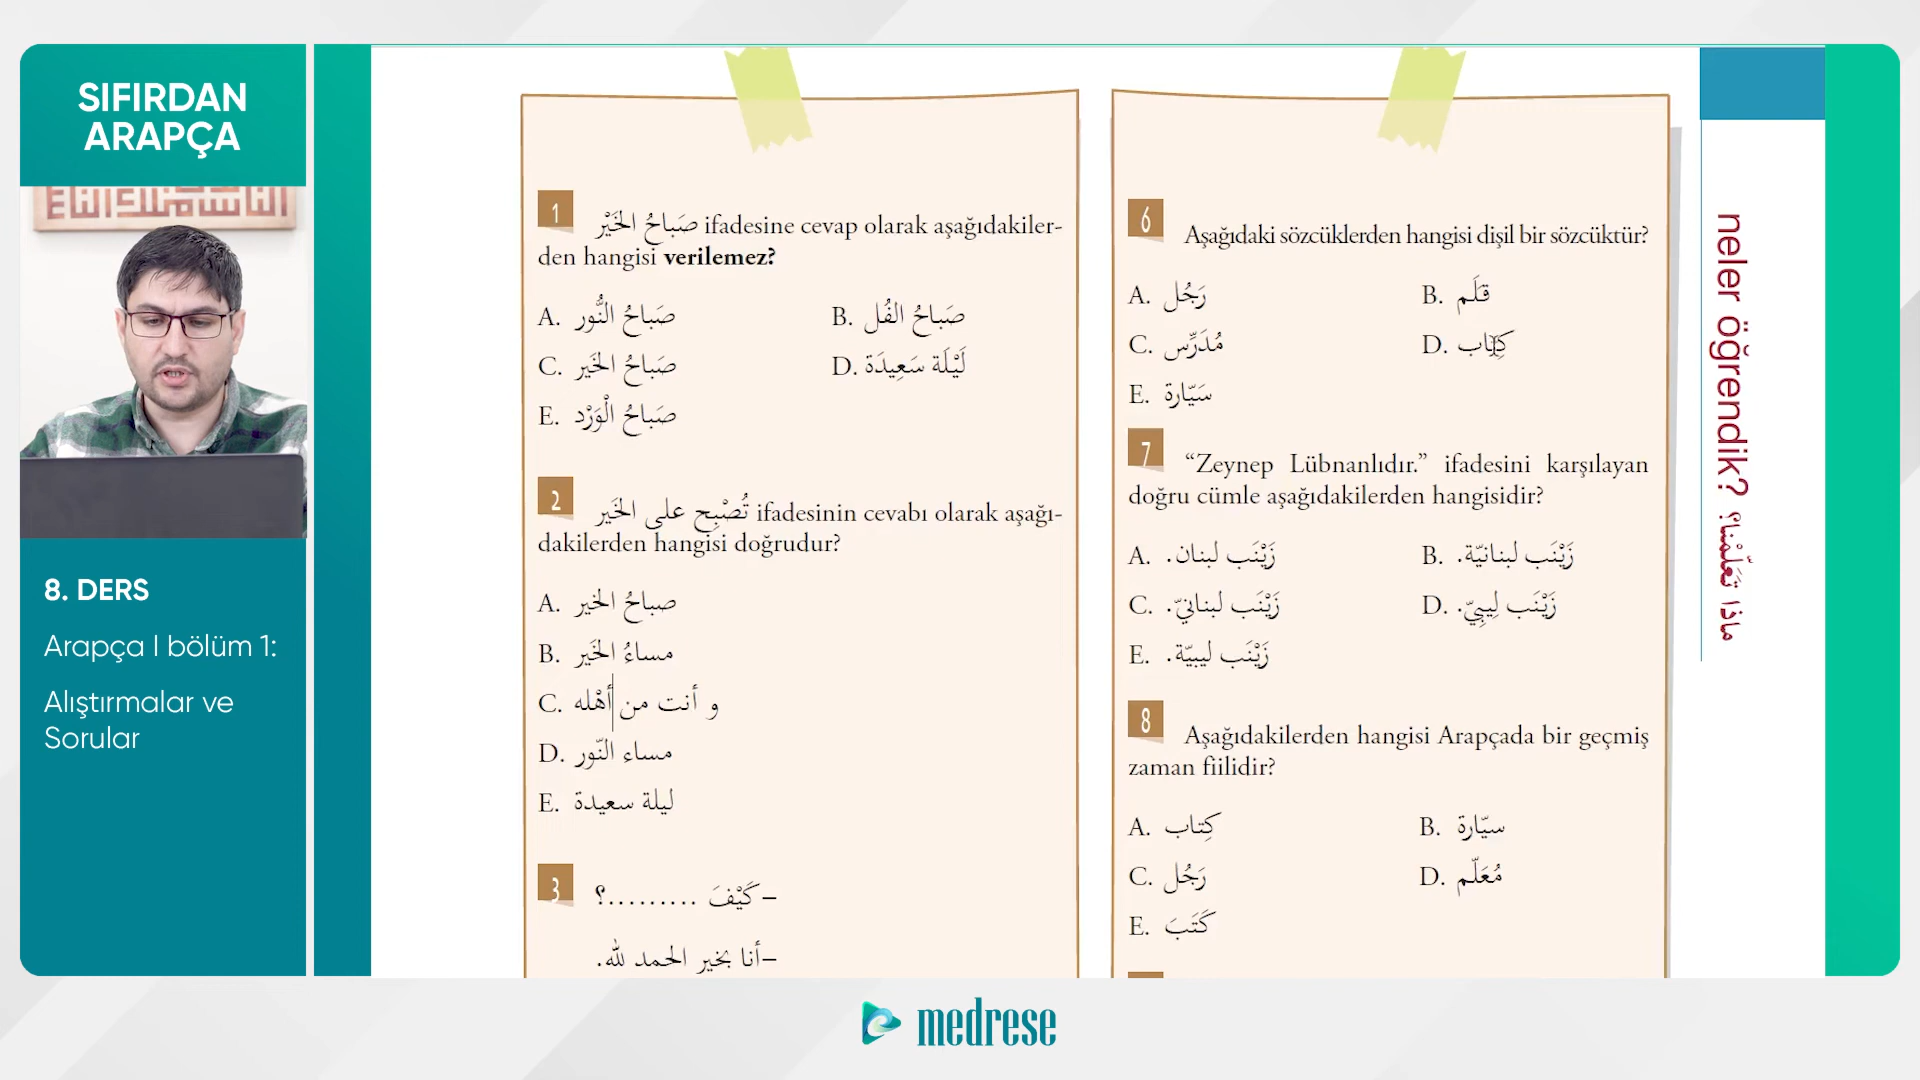 SIFIRDAN
ARAPÇA
8. DERS
Arapça I bölüm 1:
Alıştırmalar ve
Sorular
1
صَباحُ الخَيْر ifadesine cevap olarak aşağıdakiler-
den hangisi verilemez?
A. صَباحُ النُّور
B. صَباحُ الفُل
C. صَباحُ الخَير
D. لَيْلَة سَعِيدَة
E. صَباحُ الْوَرْد
2
تُصْبِح على الخَير ifadesinin cevabı olarak aşağı-
dakilerden hangisi doğrudur?
A. صباحُ الخير
B. مساءُ الخَير
C. و أنت من أهْله
D. مساء النّور
E. ليلة سعيدة
3
–كَيْفَ .........؟
–أنا بخير الحمد لله.
6
Aşağıdaki sözcüklerden hangisi dişil bir sözcüktür?
A. رَجُل
B. قلَم
C. مُدَرِّس
D. كِتاب
E. سَيّارة
7
“Zeynep Lübnanlıdır.” ifadesini karşılayan
doğru cümle aşağıdakilerden hangisidir?
A. زَيْنَب لبنان.
B. زَيْنَب لبنانيّة.
C. زَيْنَب لبنانيّ.
D. زَيْنَب لِيبِيّ.
E. زَيْنَب ليبيّة.
8
Aşağıdakilerden hangisi Arapçada bir geçmiş
zaman fiilidir?
A. كِتاب
B. سيّارة
C. رَجُل
D. مُعَلّم
E. كَتَبَ
neler öğrendik? ماذا تَعَلّمْنا؟
medrese